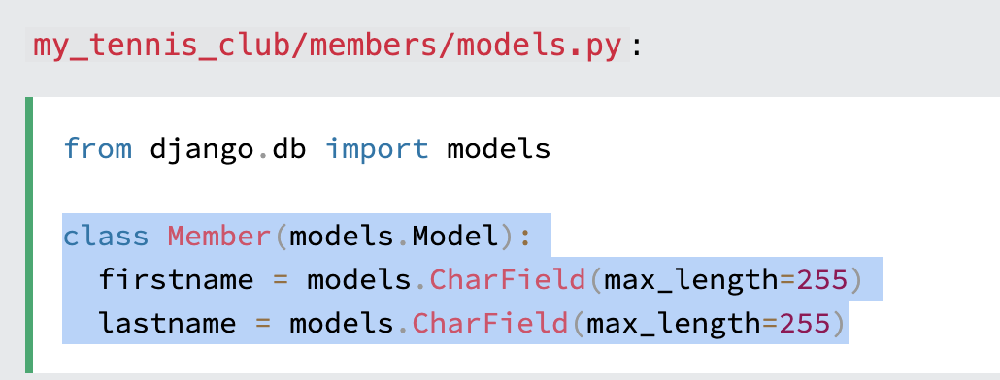 my_tennis_club/members/models.py:
from django.db import models
class Member(models.Model):
  firstname = models.CharField(max_length=255)
  lastname = models.CharField(max_length=255)